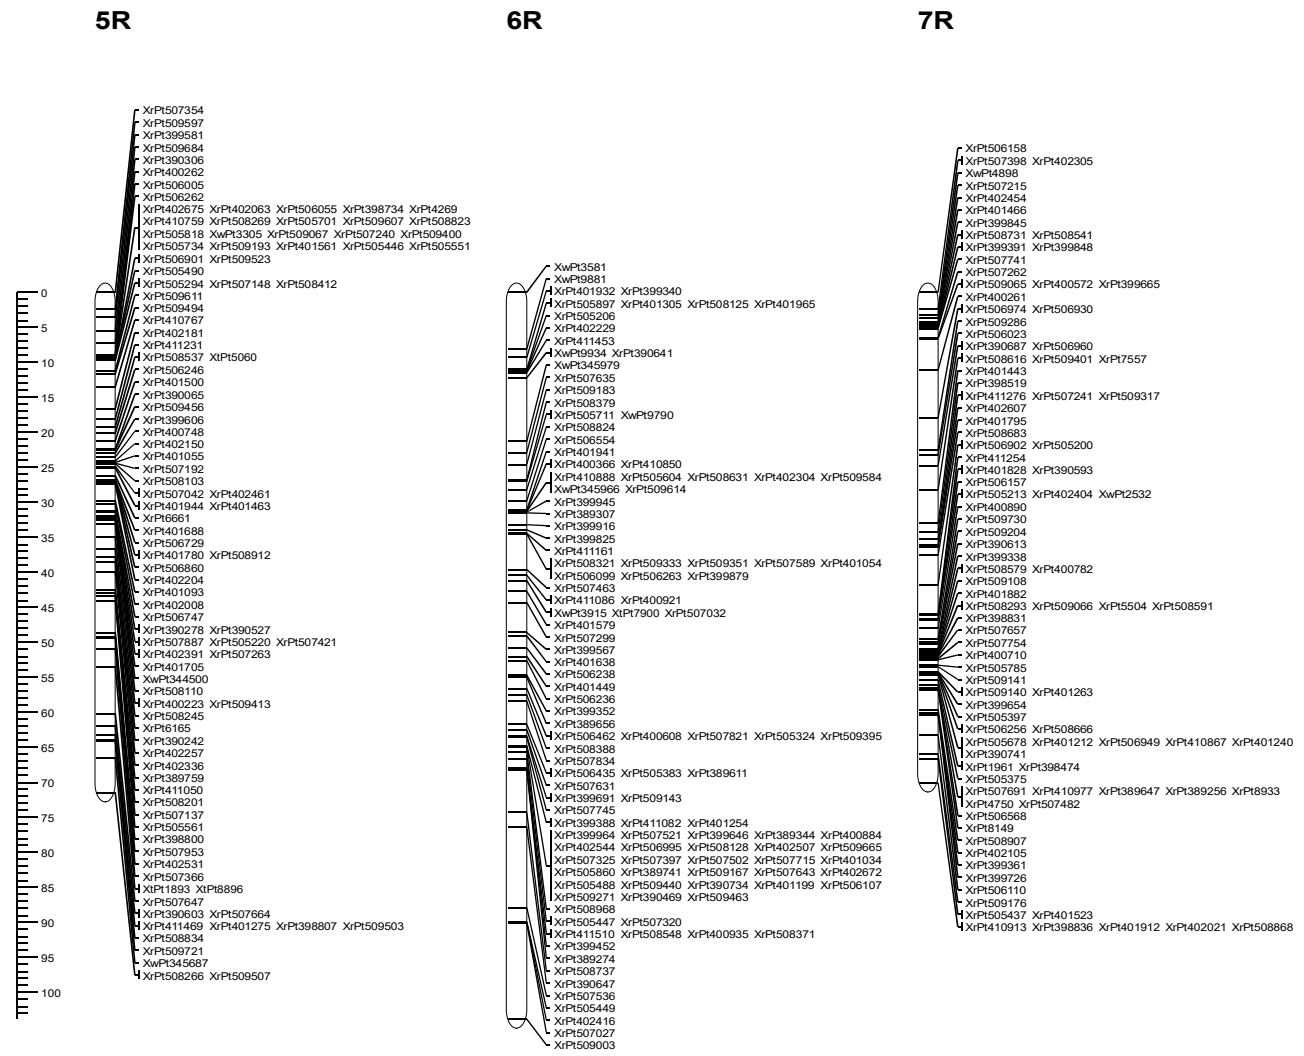 5R
XrPt507354
XrPt509597
XrPt399581
XrPt509684
XrPt390306
XrPt400262
XrPt506005
XrPt506262
XrPt402675 XrPt402063 XrPt506055 XrPt398734 XrPt4269
XrPt410759 XrPt508269 XrPt505701 XrPt509607 XrPt508823
XrPt505818 XwPt3305 XrPt509067 XrPt507240 XrPt509400
XrPt505734 XrPt509193 XrPt401561 XrPt505446 XrPt505551
XrPt506901 XrPt509523
XrPt505490
XrPt505294 XrPt507148 XrPt508412
XrPt509611
XrPt509494
XrPt410767
XrPt402181
XrPt411231
XrPt508537 XtPt5060
XrPt506246
XrPt401500
XrPt390065
XrPt509456
XrPt399606
XrPt400748
XrPt402150
XrPt401055
XrPt507192
XrPt508103
XrPt507042 XrPt402461
XrPt401944 XrPt401463
XrPt6661
XrPt401688
XrPt506729
XrPt401780 XrPt508912
XrPt506860
XrPt402204
XrPt401093
XrPt402008
XrPt506747
XrPt390278 XrPt390527
XrPt507887 XrPt505220 XrPt507421
XrPt402391 XrPt507263
XrPt401705
XwPt344500
XrPt508110
XrPt400223 XrPt509413
XrPt508245
XrPt6165
XrPt390242
XrPt402257
XrPt402336
XrPt389759
XrPt411050
XrPt508201
XrPt507137
XrPt505561
XrPt398800
XrPt507953
XrPt402531
XrPt507366
XtPt1893 XtPt8896
XrPt507647
XrPt390603 XrPt507664
XrPt411469 XrPt401275 XrPt398807 XrPt509503
XrPt508834
XrPt509721
XwPt345687
XrPt508266 XrPt509507
0
5
10
15
20
25
30
35
40
45
50
55
60
65
70
75
80
85
90
95
100
6R
XwPt3581
XwPt9881
XrPt401932 XrPt399340
XrPt505897 XrPt401305 XrPt508125 XrPt401965
XrPt505206
XrPt402229
XrPt411453
XwPt9934 XrPt390641
XwPt345979
XrPt507635
XrPt509183
XrPt508379
XrPt505711 XwPt9790
XrPt508824
XrPt506554
XrPt401941
XrPt400366 XrPt410850
XrPt410888 XrPt505604 XrPt508631 XrPt402304 XrPt509584
XwPt345966 XrPt509614
XrPt399945
XrPt389307
XrPt399916
XrPt399825
XrPt411161
XrPt508321 XrPt509333 XrPt509351 XrPt507589 XrPt401054
XrPt506099 XrPt506263 XrPt399879
XrPt507463
XrPt411086 XrPt400921
XwPt3915 XtPt7900 XrPt507032
XrPt401579
XrPt507299
XrPt399567
XrPt401638
XrPt506238
XrPt401449
XrPt506236
XrPt399352
XrPt389656
XrPt506462 XrPt400608 XrPt507821 XrPt505324 XrPt509395
XrPt508388
XrPt507834
XrPt506435 XrPt505383 XrPt389611
XrPt507631
XrPt399691 XrPt509143
XrPt507745
XrPt399388 XrPt411082 XrPt401254
XrPt399964 XrPt507521 XrPt399646 XrPt389344 XrPt400884
XrPt402544 XrPt506995 XrPt508128 XrPt402507 XrPt509665
XrPt507325 XrPt507397 XrPt507502 XrPt507715 XrPt401034
XrPt505860 XrPt389741 XrPt509167 XrPt507643 XrPt402672
XrPt505488 XrPt509440 XrPt390734 XrPt401199 XrPt506107
XrPt509271 XrPt390469 XrPt509463
XrPt508968
XrPt505447 XrPt507320
XrPt411510 XrPt508548 XrPt400935 XrPt508371
XrPt399452
XrPt389274
XrPt508737
XrPt390647
XrPt507536
XrPt505449
XrPt402416
XrPt507027
XrPt509003
7R
XrPt506158
XrPt507398 XrPt402305
XwPt4898
XrPt507215
XrPt402454
XrPt401466
XrPt399845
XrPt508731 XrPt508541
XrPt399391 XrPt399848
XrPt507741
XrPt507262
XrPt509065 XrPt400572 XrPt399665
XrPt400261
XrPt506974 XrPt506930
XrPt509286
XrPt506023
XrPt390687 XrPt506960
XrPt508616 XrPt509401 XrPt7557
XrPt401443
XrPt398519
XrPt411276 XrPt507241 XrPt509317
XrPt402607
XrPt401795
XrPt508683
XrPt506902 XrPt505200
XrPt411254
XrPt401828 XrPt390593
XrPt506157
XrPt505213 XrPt402404 XwPt2532
XrPt400890
XrPt509730
XrPt509204
XrPt390613
XrPt399338
XrPt508579 XrPt400782
XrPt509108
XrPt401882
XrPt508293 XrPt509066 XrPt5504 XrPt508591
XrPt398831
XrPt507657
XrPt507754
XrPt400710
XrPt505785
XrPt509141
XrPt509140 XrPt401263
XrPt399654
XrPt505397
XrPt506256 XrPt508666
XrPt505678 XrPt401212 XrPt506949 XrPt410867 XrPt401240
XrPt390741
XrPt1961 XrPt398474
XrPt505375
XrPt507691 XrPt410977 XrPt389647 XrPt389256 XrPt8933
XrPt4750 XrPt507482
XrPt506568
XrPt8149
XrPt508907
XrPt402105
XrPt399361
XrPt399726
XrPt506110
XrPt509176
XrPt505437 XrPt401523
XrPt410913 XrPt398836 XrPt401912 XrPt402021 XrPt508868